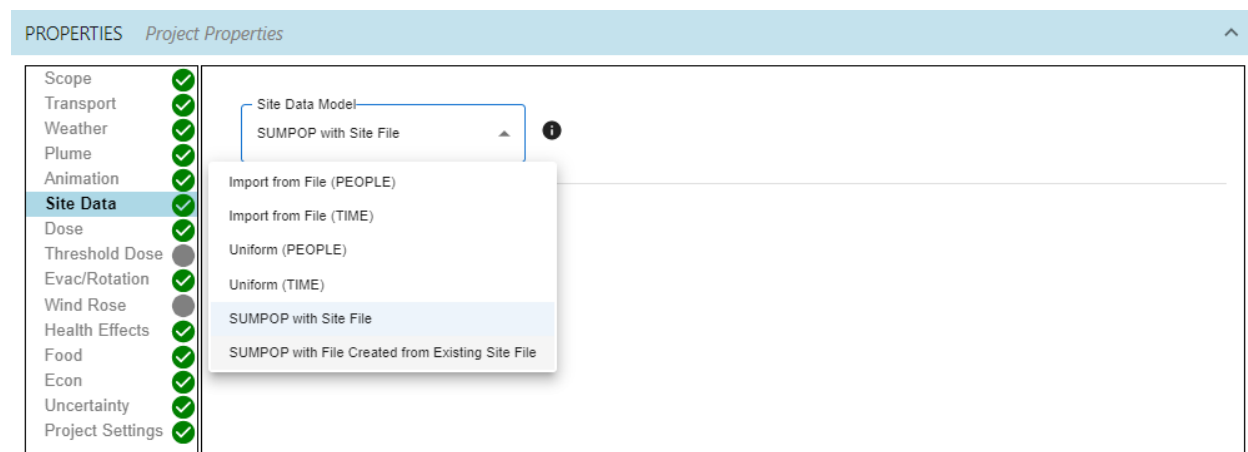 PROPERTIES Project Properties
Scope
Transport
Weather
Plume
Animation
Site Data
Dose
Threshold Dose
Evac/Rotation
Wind Rose
Health Effects
Food
Econ
Uncertainty
Project Settings
Site Data Model
SUMPOP with Site File
Import from File (PEOPLE)
Import from File (TIME)
Uniform (PEOPLE)
Uniform (TIME)
SUMPOP with Site File
SUMPOP with File Created from Existing Site File